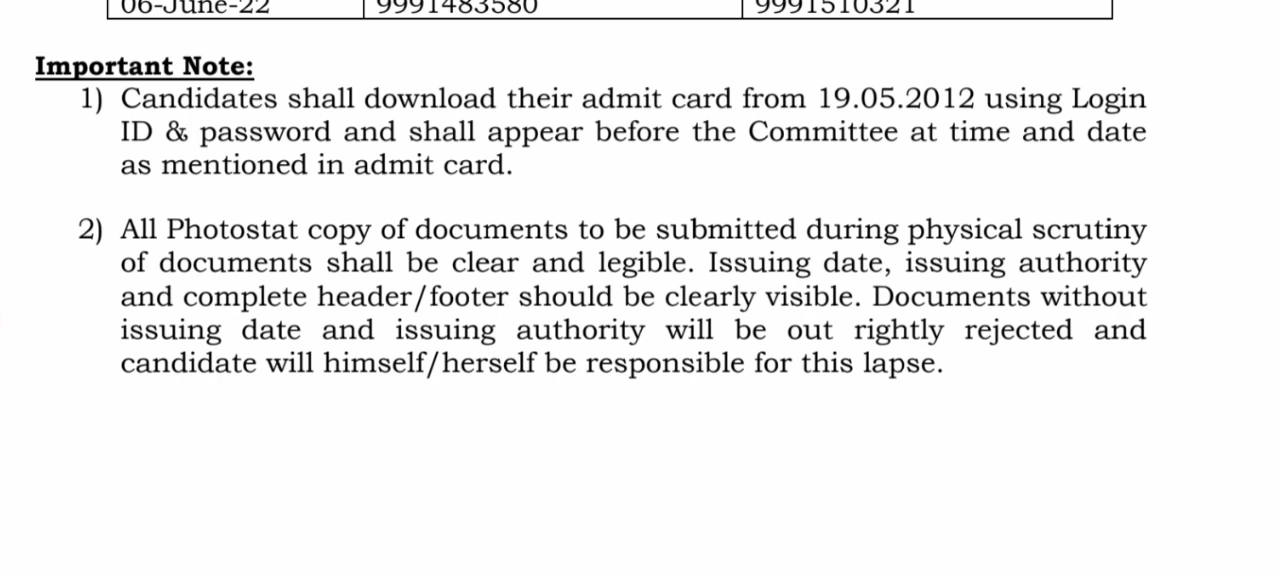 06-June-22 9991483580 9991510321
Important Note:
1) Candidates shall download their admit card from 19.05.2012 using Login
ID & password and shall appear before the Committee at time and date
as mentioned in admit card.
2) All Photostat copy of documents to be submitted during physical scrutiny
of documents shall be clear and legible. Issuing date, issuing authority
and complete header/footer should be clearly visible. Documents without
issuing date and issuing authority will be out rightly rejected and
candidate will himself/herself be responsible for this lapse.